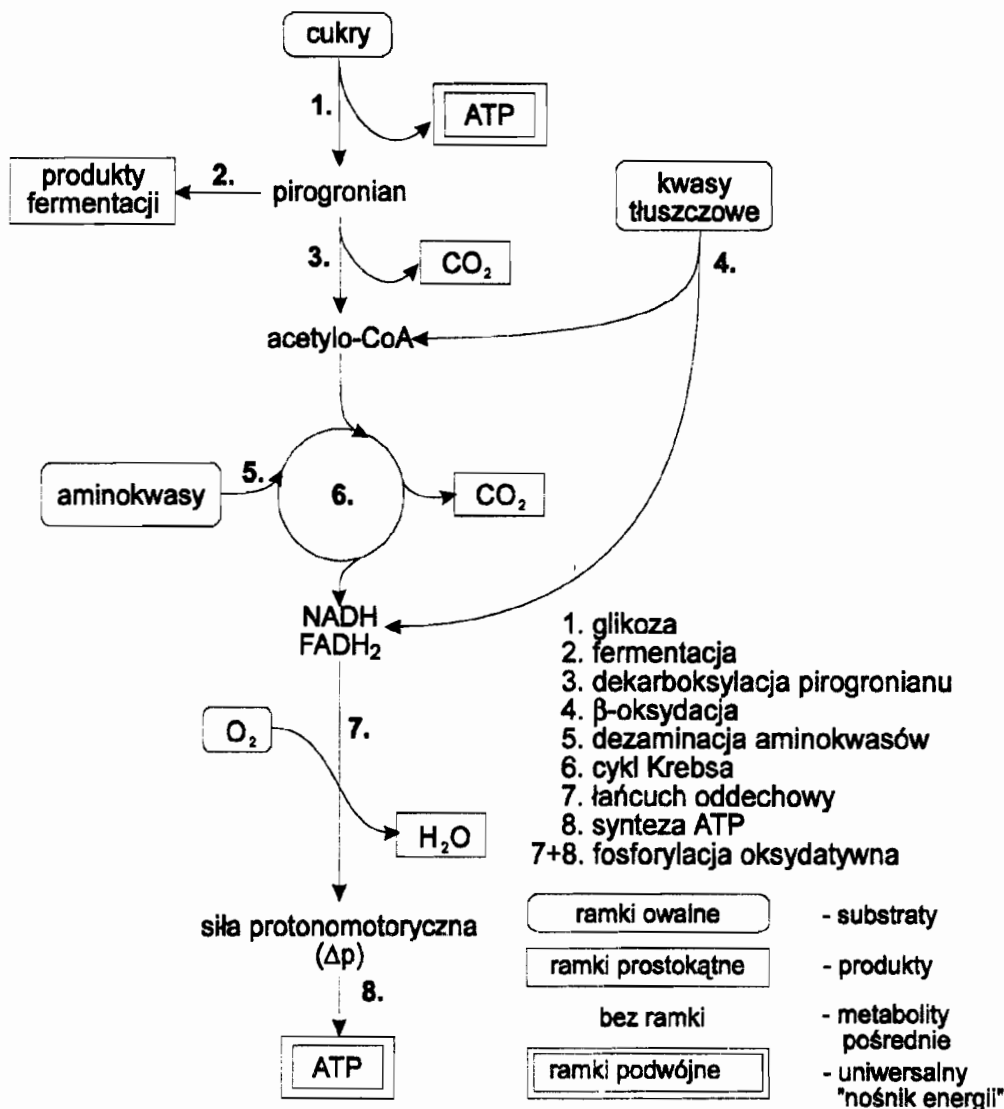 cukry
1.
ATP
produkty
fermentacji
2.
pirogronian
kwasy
tłuszczowe
3.
CO₂
4.
acetylo-CoA
aminokwasy
5.
6.
CO₂
NADH
FADH₂
O₂
7.
H₂O
siła protonomotoryczna
(Δp)
8.
ATP
1. glikoza
2. fermentacja
3. dekarboksylacja pirogronianu
4. β-oksydacja
5. dezaminacja aminokwasów
6. cykl Krebsa
7. łańcuch oddechowy
8. synteza ATP
7+8. fosforylacja oksydatywna
ramki owalne - substraty
ramki prostokątne - produkty
bez ramki - metabolity
pośrednie
ramki podwójne - uniwersalny
"nośnik energii"